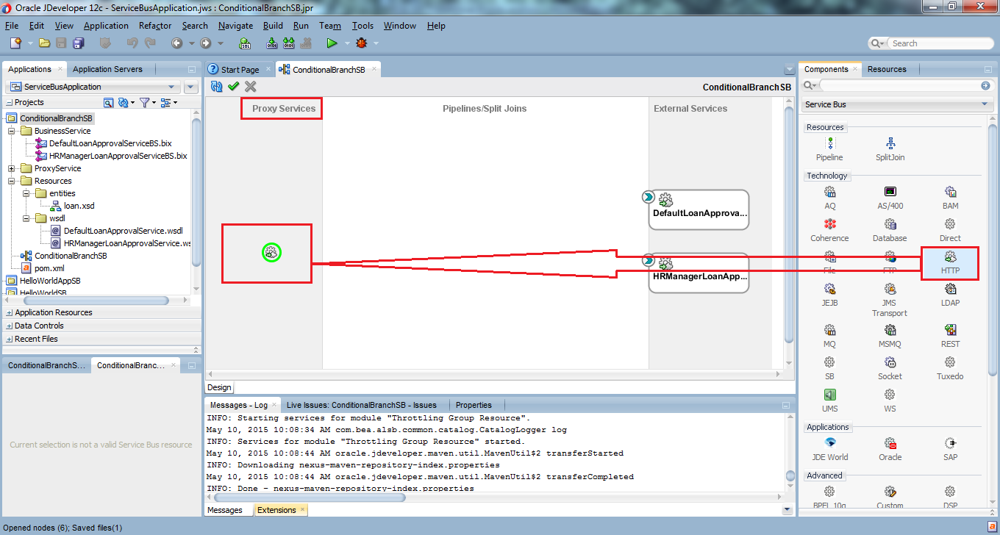 Oracle JDeveloper 12c - ServiceBusApplication.jws : ConditionalBranchSB.jpr
File Edit View Application Refactor Search Navigate Build Run Team Tools Window Help
Search
Applications
Application Servers
ServiceBusApplication
Projects
ConditionalBranchSB
BusinessService
DefaultLoanApprovalServiceBS.bix
HRManagerLoanApprovalServiceBS.bix
ProxyService
Resources
entities
loan.xsd
wsdl
DefaultLoanApprovalService.wsdl
HRManagerLoanApprovalService.ws
ConditionalBranchSB
pom.xml
HelloWorldAppSB
HelloWorldSB
Application Resources
Data Controls
Recent Files
ConditionalBranchS...
ConditionalBranc...
Current selection is not a valid Service Bus resource
Start Page
ConditionalBranchSB
ConditionalBranchSB
Proxy Services
Pipelines/Split Joins
External Services
DefaultLoanApprova...
HRManagerLoanApp...
Design
Messages - Log
Live Issues: ConditionalBranchSB - Issues
Properties
INFO: Starting services for module "Throttling Group Resource".
May 10, 2015 10:08:34 AM com.bea.alsb.common.catalog.CatalogLogger log
INFO: Services for module "Throttling Group Resource" started.
May 10, 2015 10:08:44 AM oracle.jdeveloper.maven.util.MavenUtil$2 transferStarted
INFO: Downloading nexus-maven-repository-index.properties
May 10, 2015 10:08:44 AM oracle.jdeveloper.maven.util.MavenUtil$2 transferCompleted
INFO: Done - nexus-maven-repository-index.properties
Messages
Extensions
Components
Resources
Service Bus
Resources
Pipeline
SplitJoin
Technology
AQ
AS/400
BAM
Coherence
Database
Direct
File
FTP
HTTP
JEJB
JMS
Transport
LDAP
MQ
MSMQ
REST
SB
Socket
Tuxedo
UMS
WS
Applications
JDE World
Oracle
SAP
Advanced
BPEL 10g
Custom
DSP
Opened nodes (6); Saved files(1)